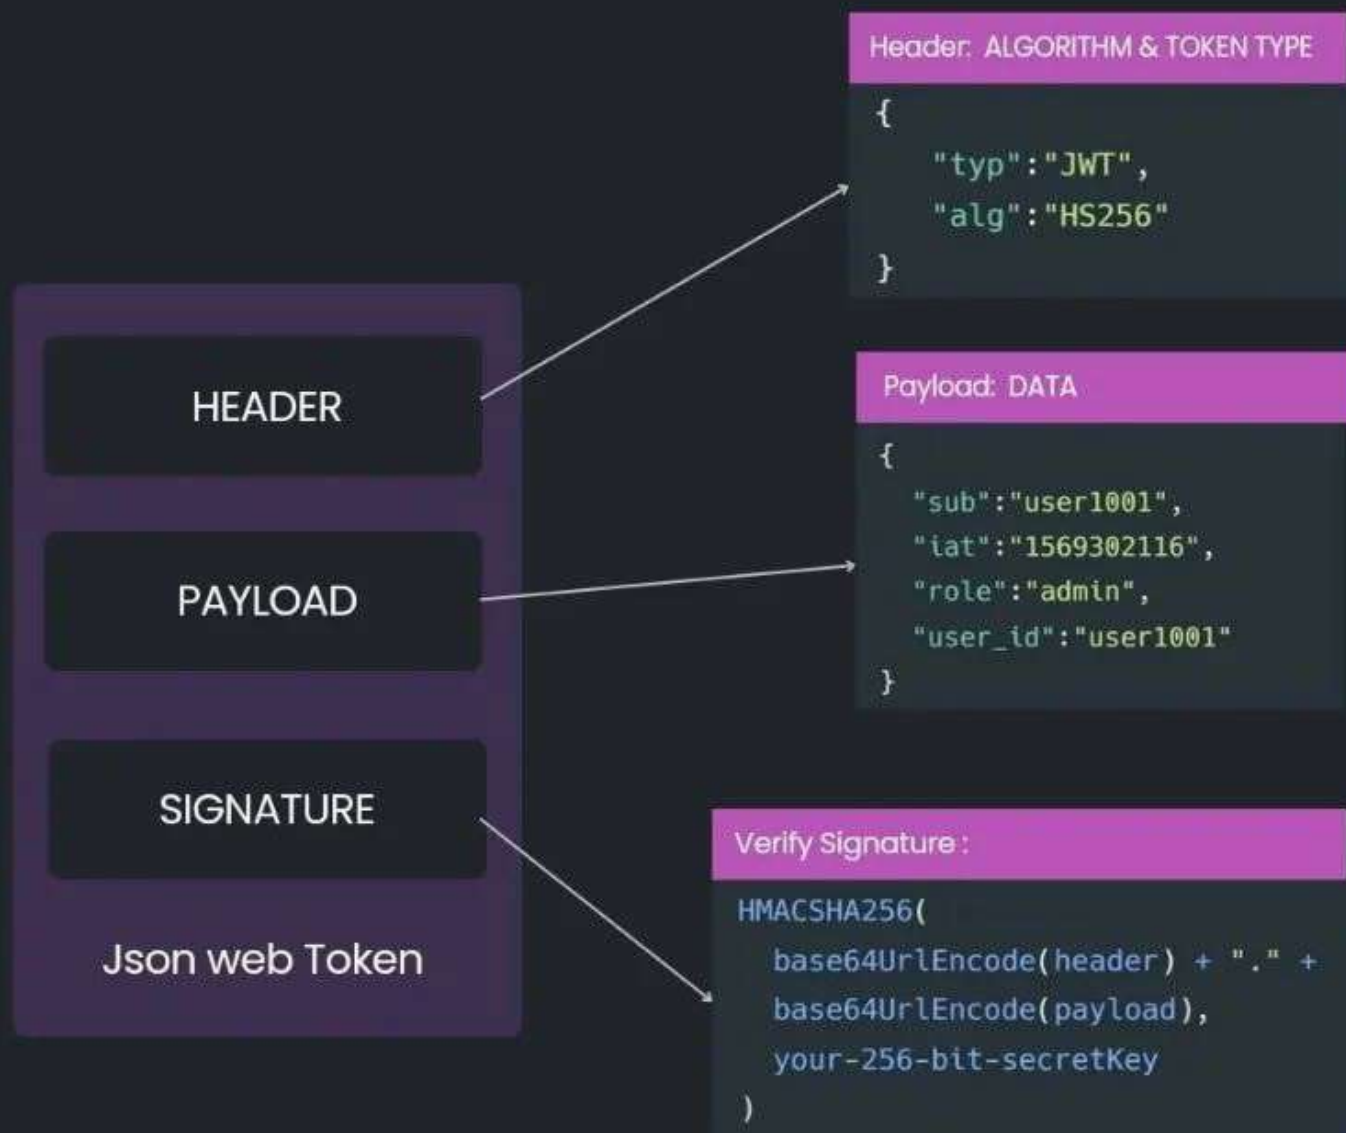 Header: ALGORITHM & TOKEN TYPE
{
"typ":"JWT",
"alg":"HS256"
}
HEADER
Payload: DATA
{
"sub":"user1001",
"iat":"1569302116",
"role":"admin",
"user_id":"user1001"
}
PAYLOAD
SIGNATURE
Json web Token
Verify Signature :
HMACSHA256(
base64UrlEncode(header) + "." +
base64UrlEncode(payload),
your-256-bit-secretKey
)